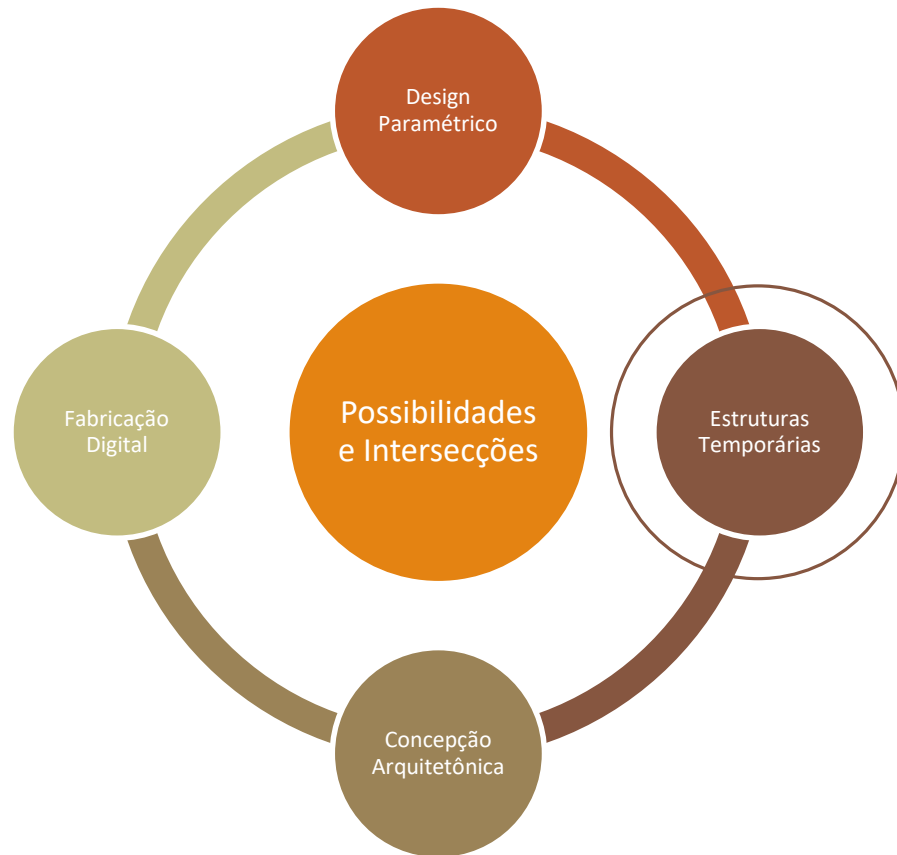 Design
Paramétrico
Fabricação
Digital
Possibilidades
e Intersecções
Estruturas
Temporárias
Concepção
Arquitetônica